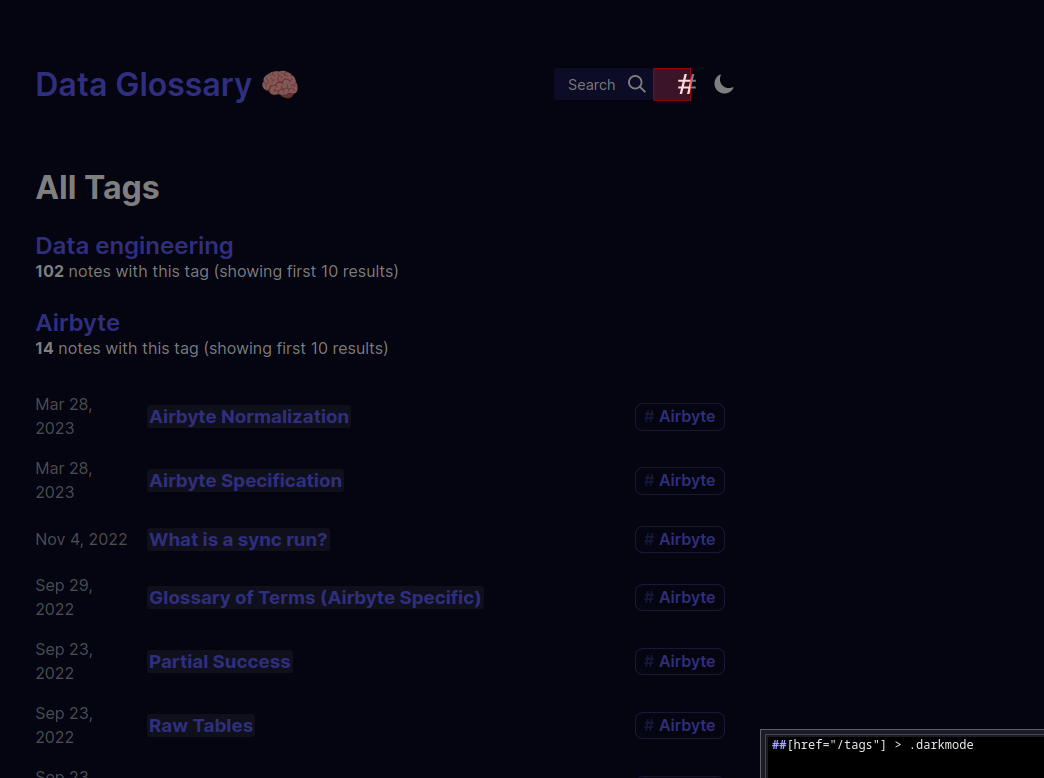 Data Glossary 🧠
Search
#
All Tags
Data engineering
102 notes with this tag (showing first 10 results)
Airbyte
14 notes with this tag (showing first 10 results)
Mar 28,
2023
Airbyte Normalization
# Airbyte
Mar 28,
2023
Airbyte Specification
# Airbyte
Nov 4, 2022
What is a sync run?
# Airbyte
Sep 29,
2022
Glossary of Terms (Airbyte Specific)
# Airbyte
Sep 23,
2022
Partial Success
# Airbyte
Sep 23,
2022
Raw Tables
# Airbyte
Sep 23
##[href="/tags"] > .darkmode